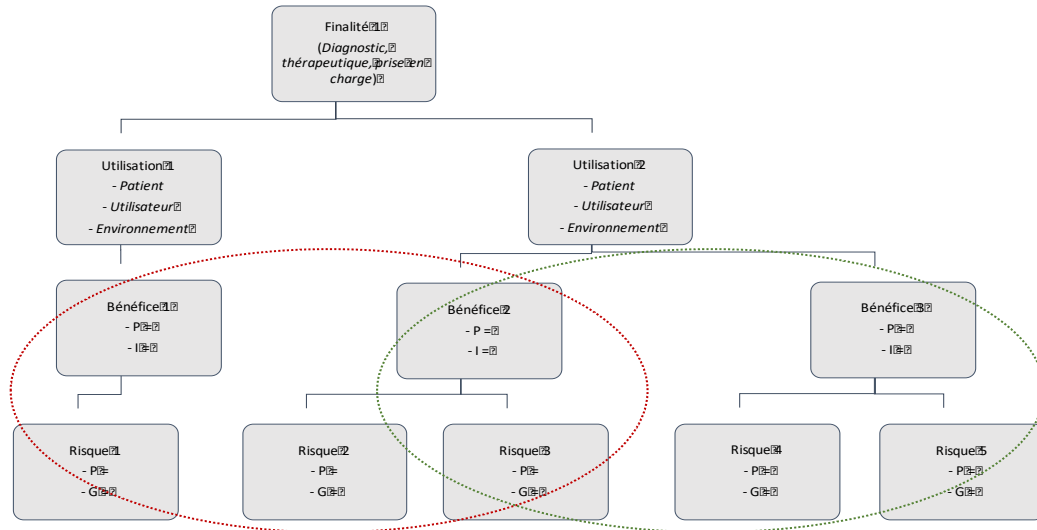 Finalité 1
(Diagnostic,
thérapeutique, prise en
charge)
Utilisation 1
- Patient
- Utilisateur
- Environnement
Utilisation 2
- Patient
- Utilisateur
- Environnement
Bénéfice 1
- P =
- I =
Bénéfice 2
- P =
- I =
Bénéfice 3
- P =
- I =
Risque 1
- P =
- G =
Risque 2
- P =
- G =
Risque 3
- P =
- G =
Risque 4
- P =
- G =
Risque 5
- P =
- G =